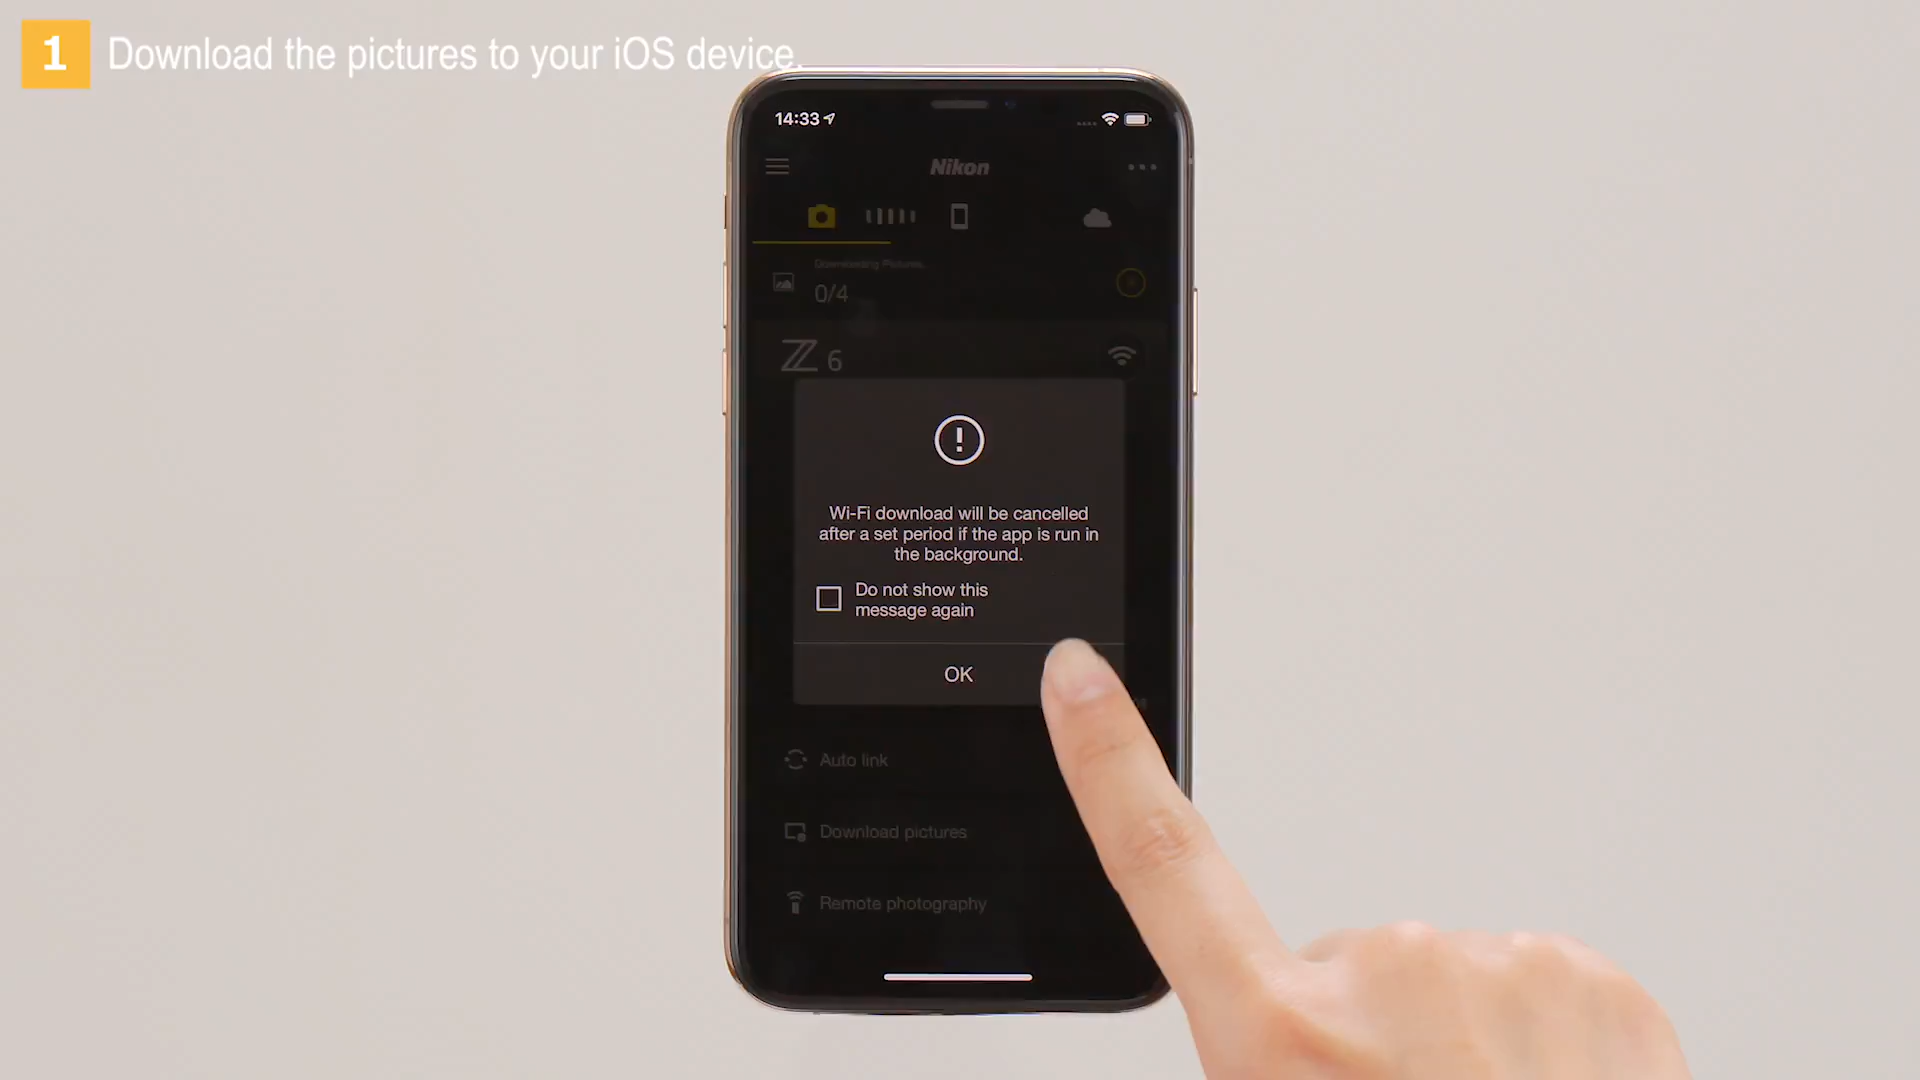 1 Download the pictures to your iOS device.
14:33
Nikon
Downloading Pictures
0/4
Z 6
Wi-Fi download will be cancelled
after a set period if the app is run in
the background.
Do not show this
message again
OK
Auto link
Download pictures
Remote photography